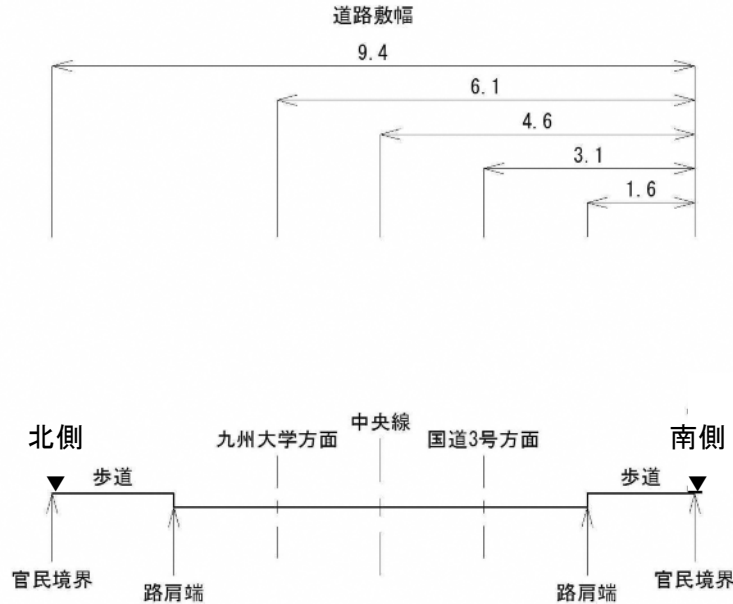 道路敷幅
9.4
6.1
4.6
3.1
1.6
北側
九州大学方面
中央線
国道3号方面
南側
歩道
歩道
官民境界
路肩端
路肩端
官民境界